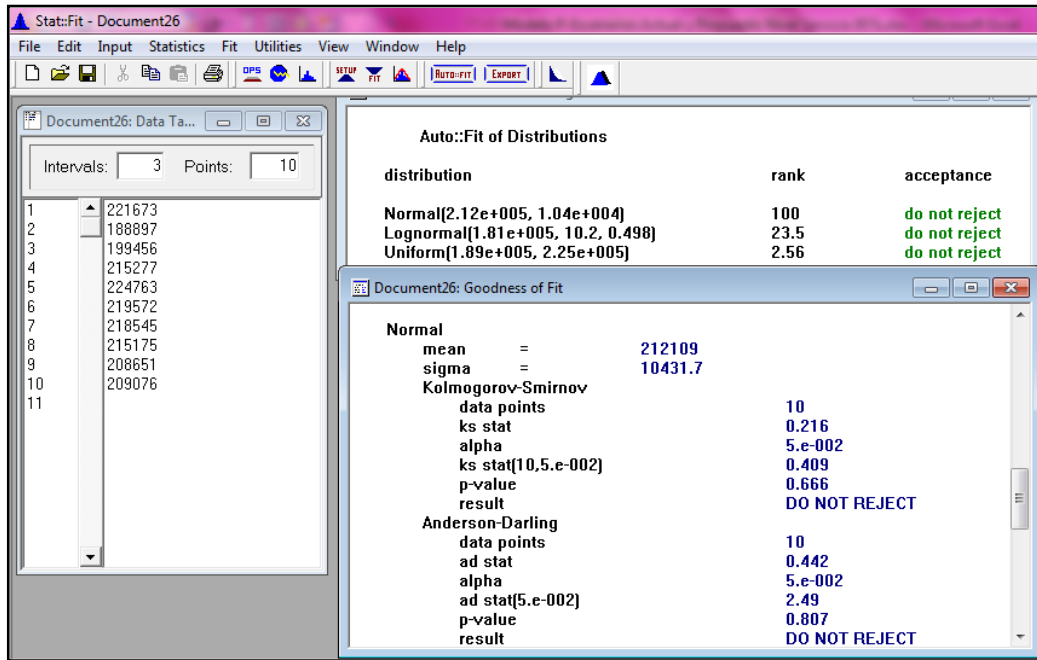 Stat::Fit - Document26
File Edit Input Statistics Fit Utilities View Window Help
OPS SETUP FIT AUTO::FIT EXPORT
Document26: Data Ta...
Intervals: 3 Points: 10
1 221673
2 188897
3 199456
4 215277
5 224763
6 219572
7 218545
8 215175
9 208651
10 209076
11
Auto::Fit of Distributions
distribution rank acceptance
Normal(2.12e+005, 1.04e+004) 100 do not reject
Lognormal(1.81e+005, 10.2, 0.498) 23.5 do not reject
Uniform(1.89e+005, 2.25e+005) 2.56 do not reject
Document26: Goodness of Fit
Normal
mean = 212109
sigma = 10431.7
Kolmogorov-Smirnov
data points 10
ks stat 0.216
alpha 5.e-002
ks stat(10,5.e-002) 0.409
p-value 0.666
result DO NOT REJECT
Anderson-Darling
data points 10
ad stat 0.442
alpha 5.e-002
ad stat(5.e-002) 2.49
p-value 0.807
result DO NOT REJECT